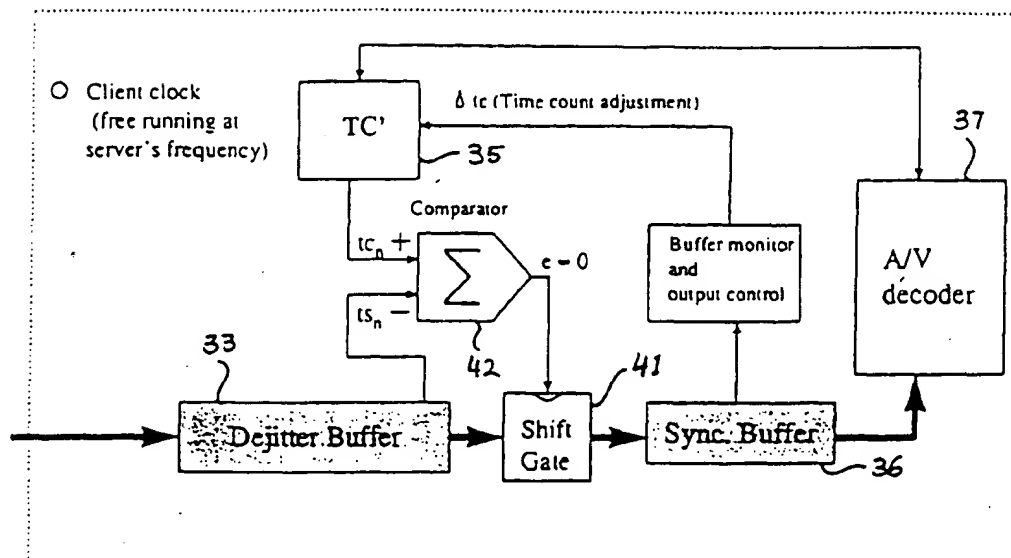 O Client clock
(free running at
server's frequency)
TC'
δ tc (Time count adjustment)
35
37
Comparator
tc_n +
ts_n −
Σ
e = 0
42
Buffer monitor
and
output control
A/V
decoder
33
41
Dejitter Buffer
Shift
Gate
Sync. Buffer
36